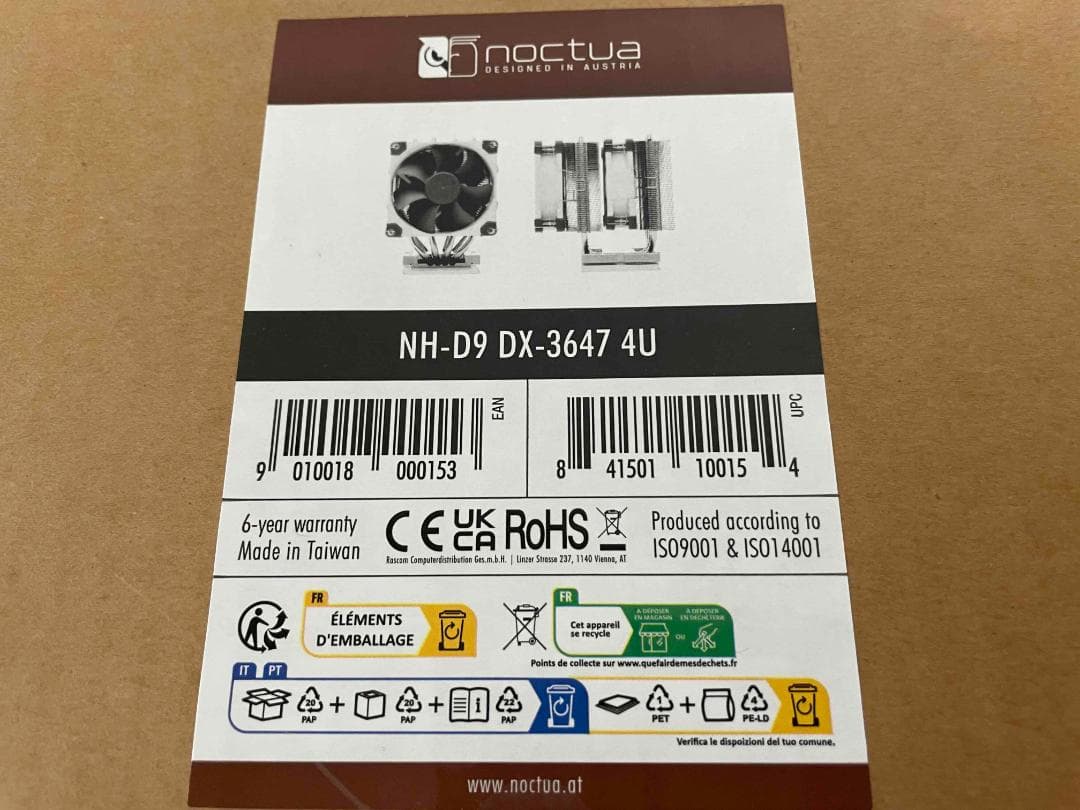 noctua
DESIGNED IN AUSTRIA
NH-D9 DX-3647 4U
EAN
9 010018 000153
UPC
8 41501 10015 4
6-year warranty
Made in Taiwan
CE UK CA RoHS
Rascom Computerdistribution Ges.m.b.H. | Linzer Strasse 237, 1140 Vienna, AT
Produced according to
ISO9001 & ISO14001
FR
ÉLÉMENTS
D'EMBALLAGE
FR
Cet appareil
se recycle
À DÉPOSER
EN MAGASIN
OU
À DÉPOSER
EN DÉCHÈTERIE
Points de collecte sur www.quefairdemesdechets.fr
IT PT
20 PAP + 20 PAP + i 22 PAP
1 PET + 4 PE-LD
Verifica le dispoizioni del tuo comune.
www.noctua.at